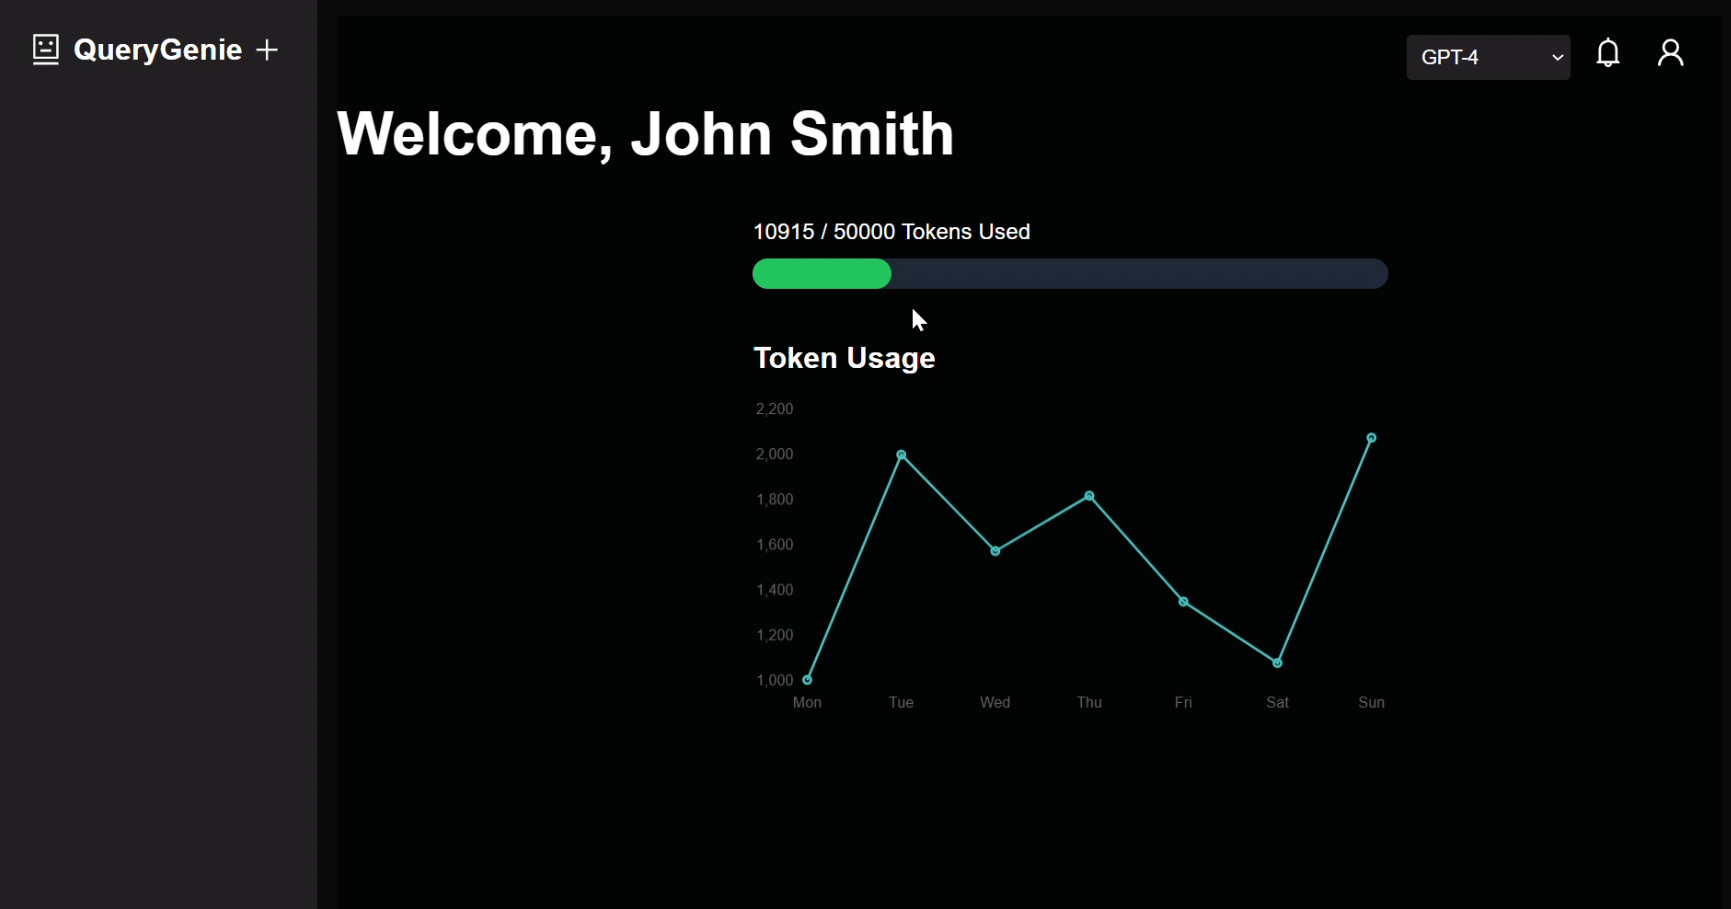 QueryGenie
GPT-4
Welcome, John Smith
10915 / 50000 Tokens Used
Token Usage
2,200
2,000
1,800
1,600
1,400
1,200
1,000
Mon Tue Wed Thu Fri Sat Sun